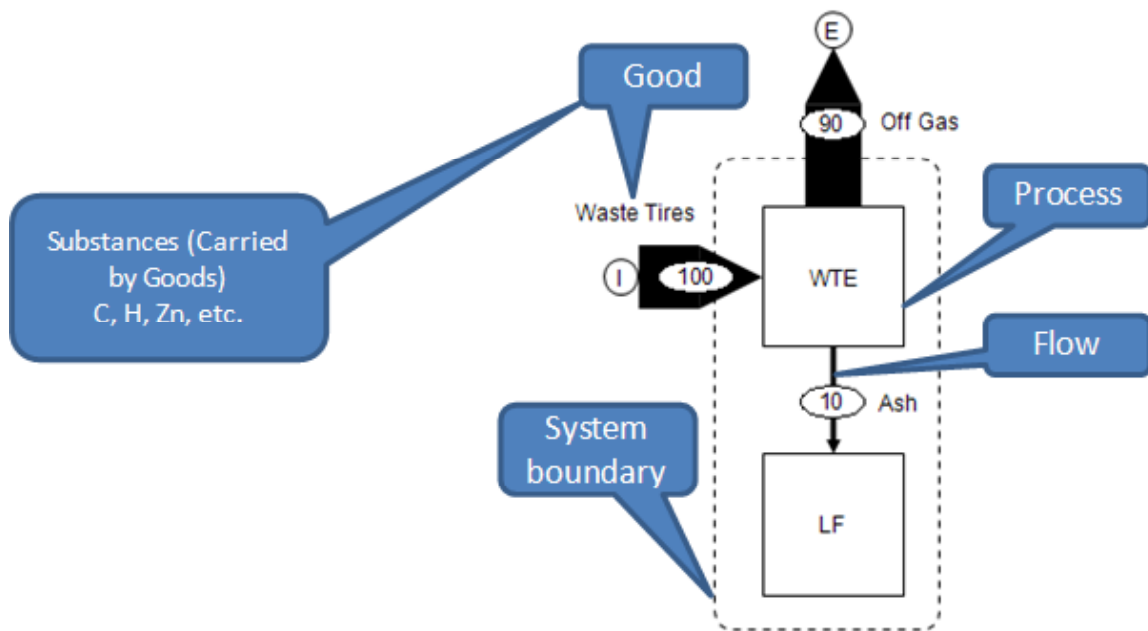 E
Good
90 Off Gas
Process
Waste Tires
Substances (Carried
by Goods)
C, H, Zn, etc.
I
100
WTE
Flow
10 Ash
System
boundary
LF